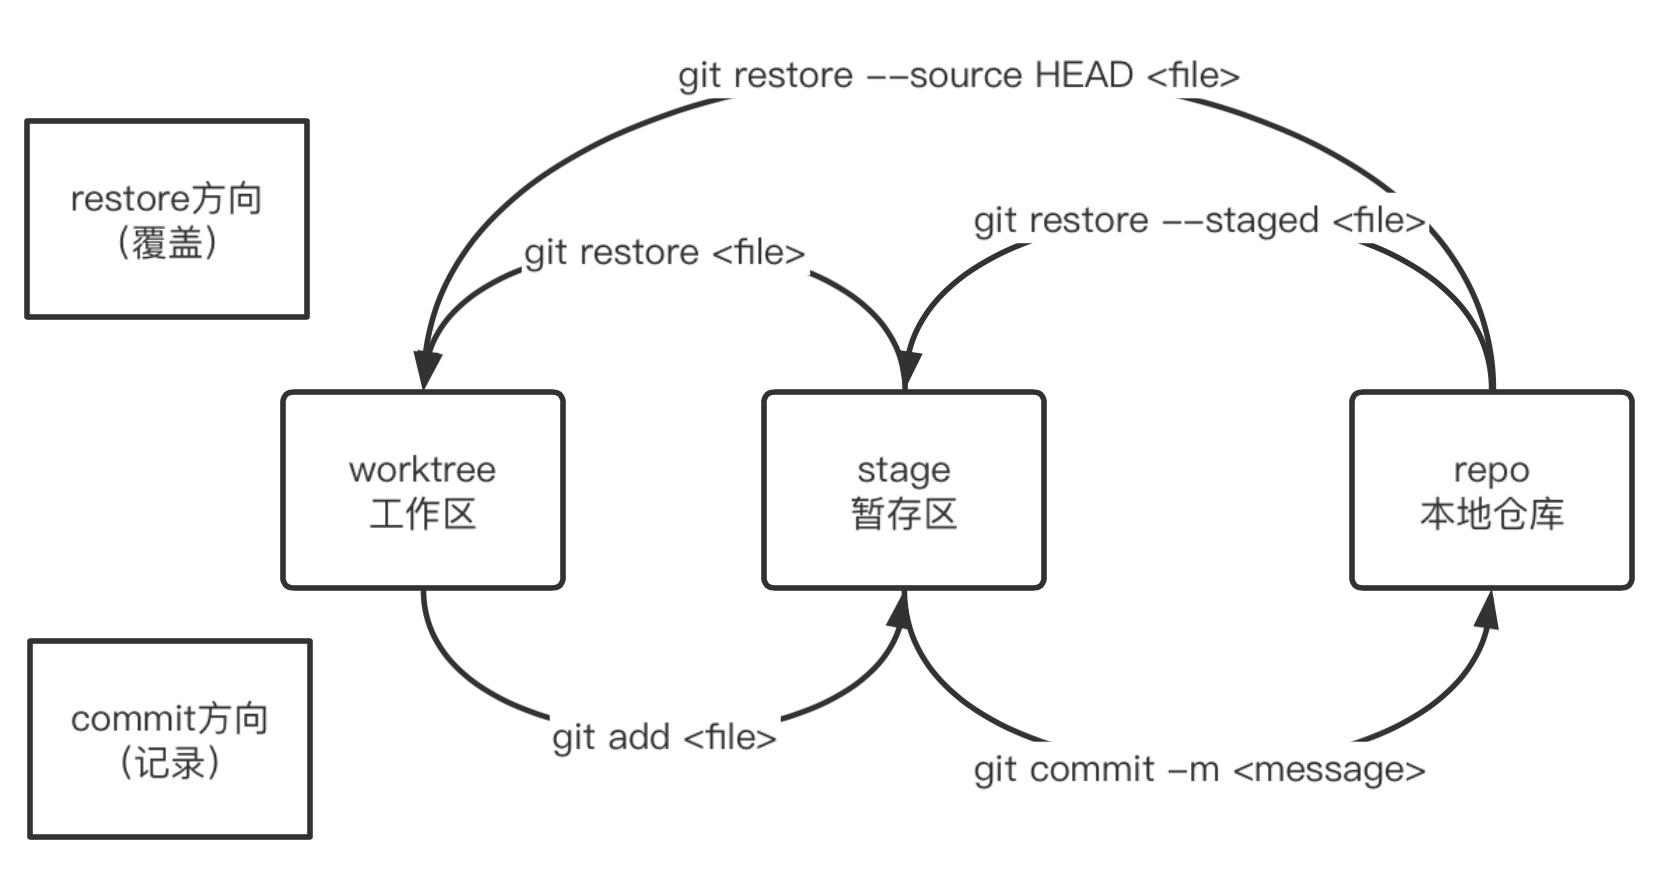 git restore --source HEAD <file>
restore方向
（覆盖）
git restore --staged <file>
git restore <file>
worktree
工作区
stage
暂存区
repo
本地仓库
commit方向
（记录）
git add <file>
git commit -m <message>